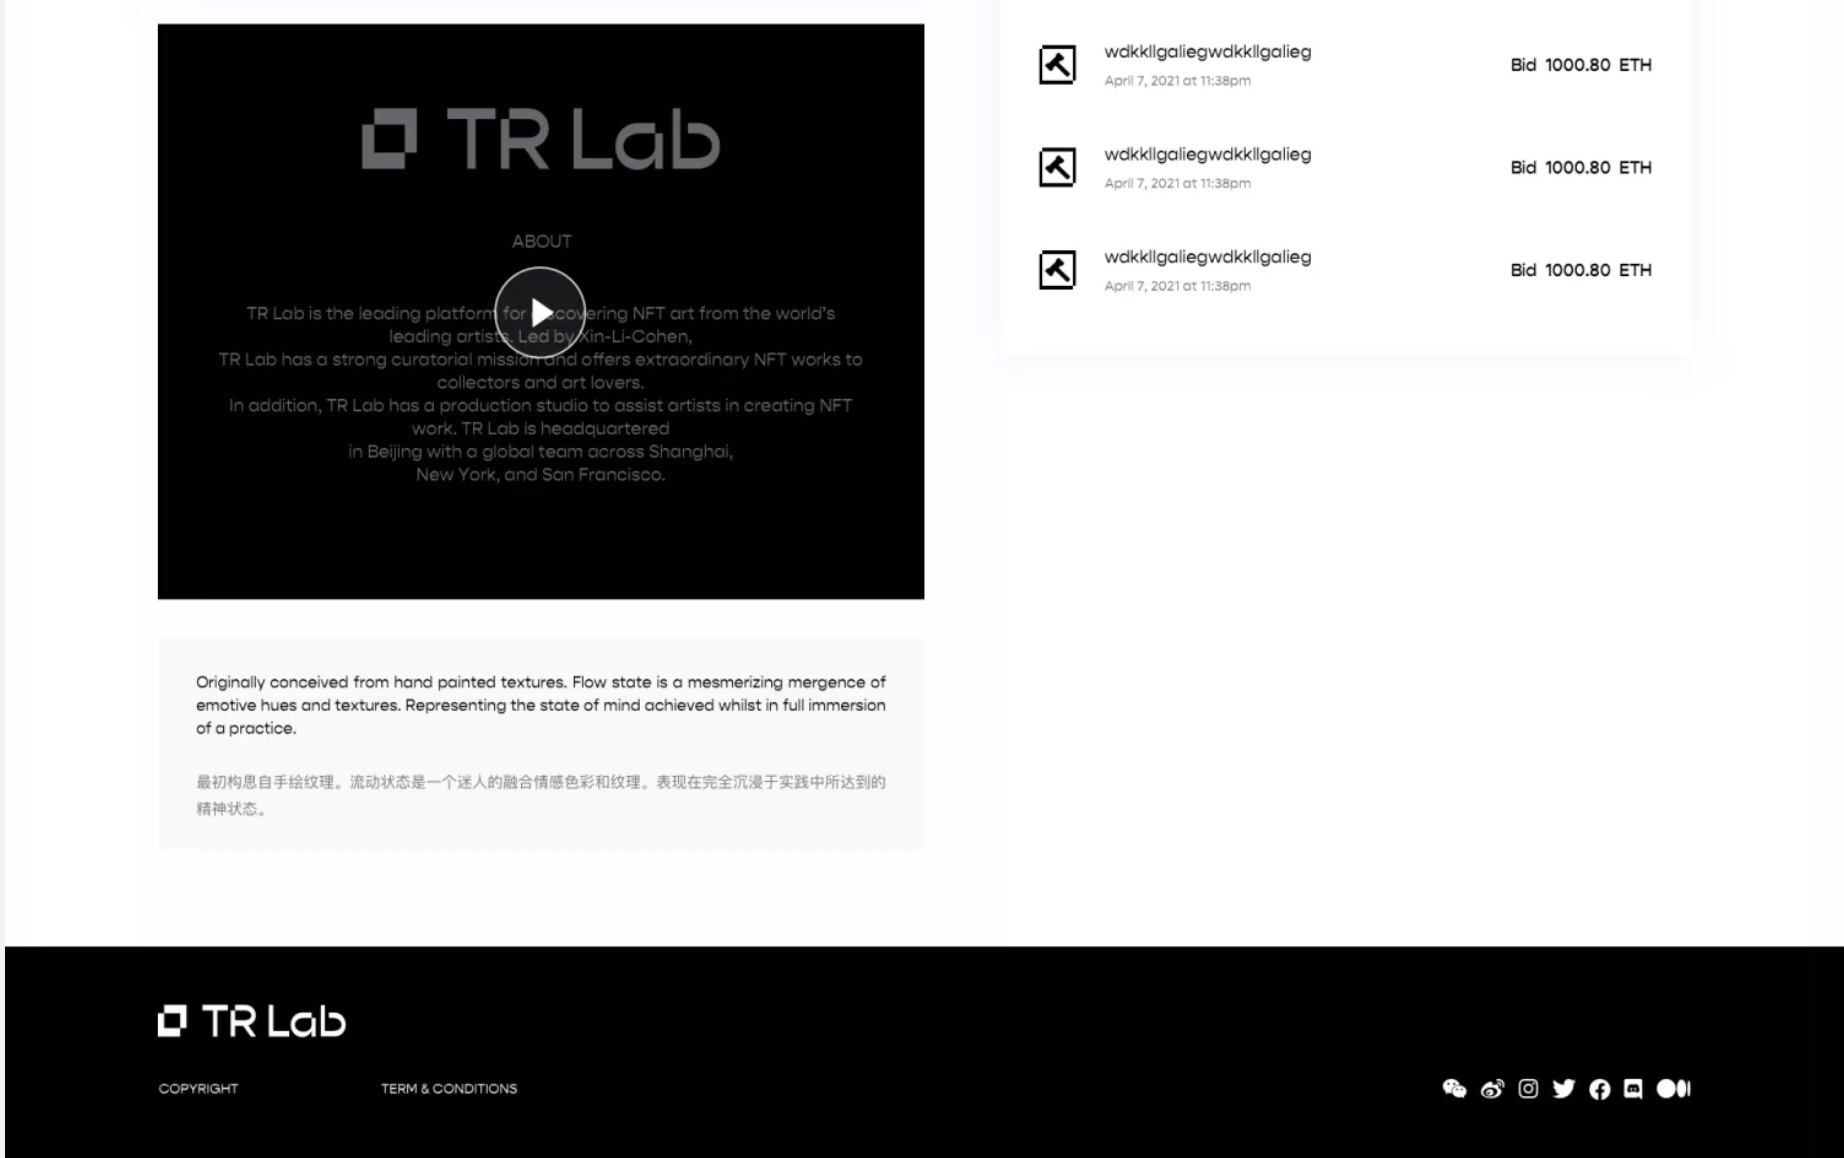 TR Lab
ABOUT
TR Lab is the leading platform for discovering NFT art from the world's
leading artists. Led by Xin-Li-Cohen,
TR Lab has a strong curatorial mission and offers extraordinary NFT works to
collectors and art lovers.
In addition, TR Lab has a production studio to assist artists in creating NFT
work. TR Lab is headquartered
in Beijing with a global team across Shanghai,
New York, and San Francisco.
Originally conceived from hand painted textures. Flow state is a mesmerizing mergence of
emotive hues and textures. Representing the state of mind achieved whilst in full immersion
of a practice.
最初构思自手绘纹理。流动状态是一个迷人的融合情感色彩和纹理。表现在完全沉浸于实践中所达到的
精神状态。
wdkkllgaliegwdkkllgalieg
April 7, 2021 at 11:38pm
Bid 1000.80 ETH
wdkkllgaliegwdkkllgalieg
April 7, 2021 at 11:38pm
Bid 1000.80 ETH
wdkkllgaliegwdkkllgalieg
April 7, 2021 at 11:38pm
Bid 1000.80 ETH
TR Lab
COPYRIGHT
TERM & CONDITIONS